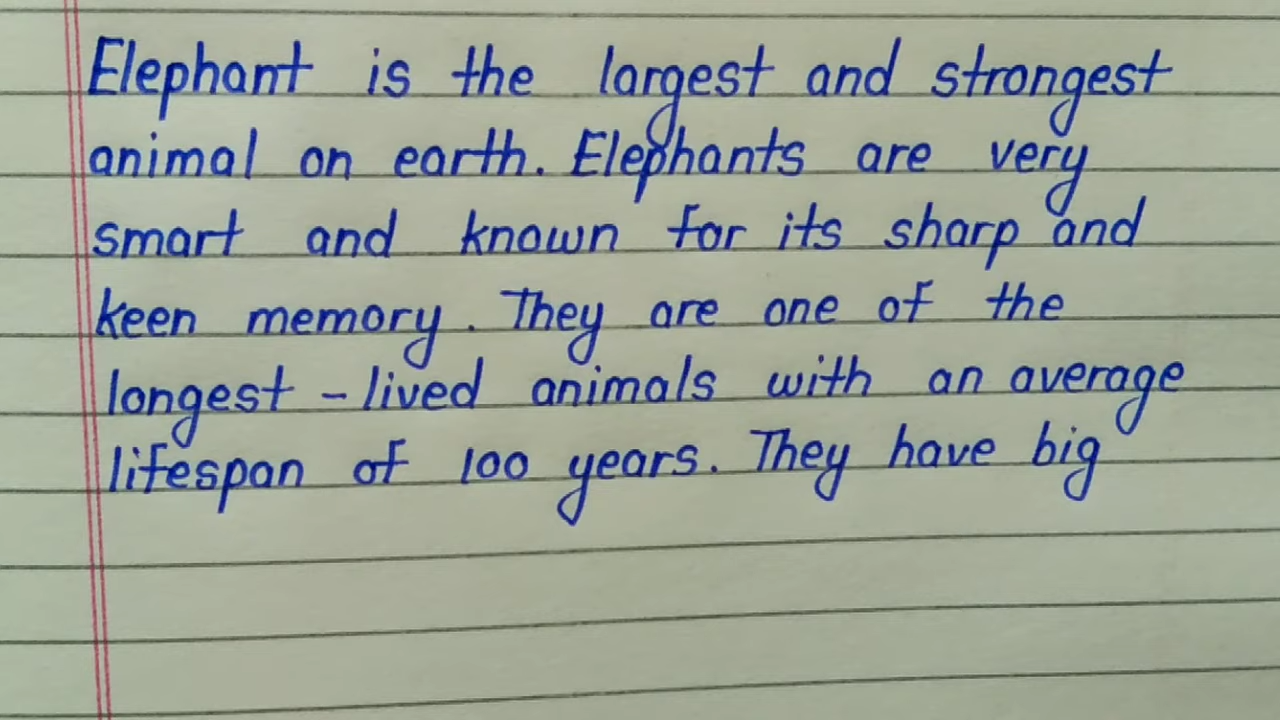 Elephant is the largest and strongest
animal on earth. Elephants are very
smart and known for its sharp and
keen memory. They are one of the
longest - lived animals with an average
lifespan of 100 years. They have big